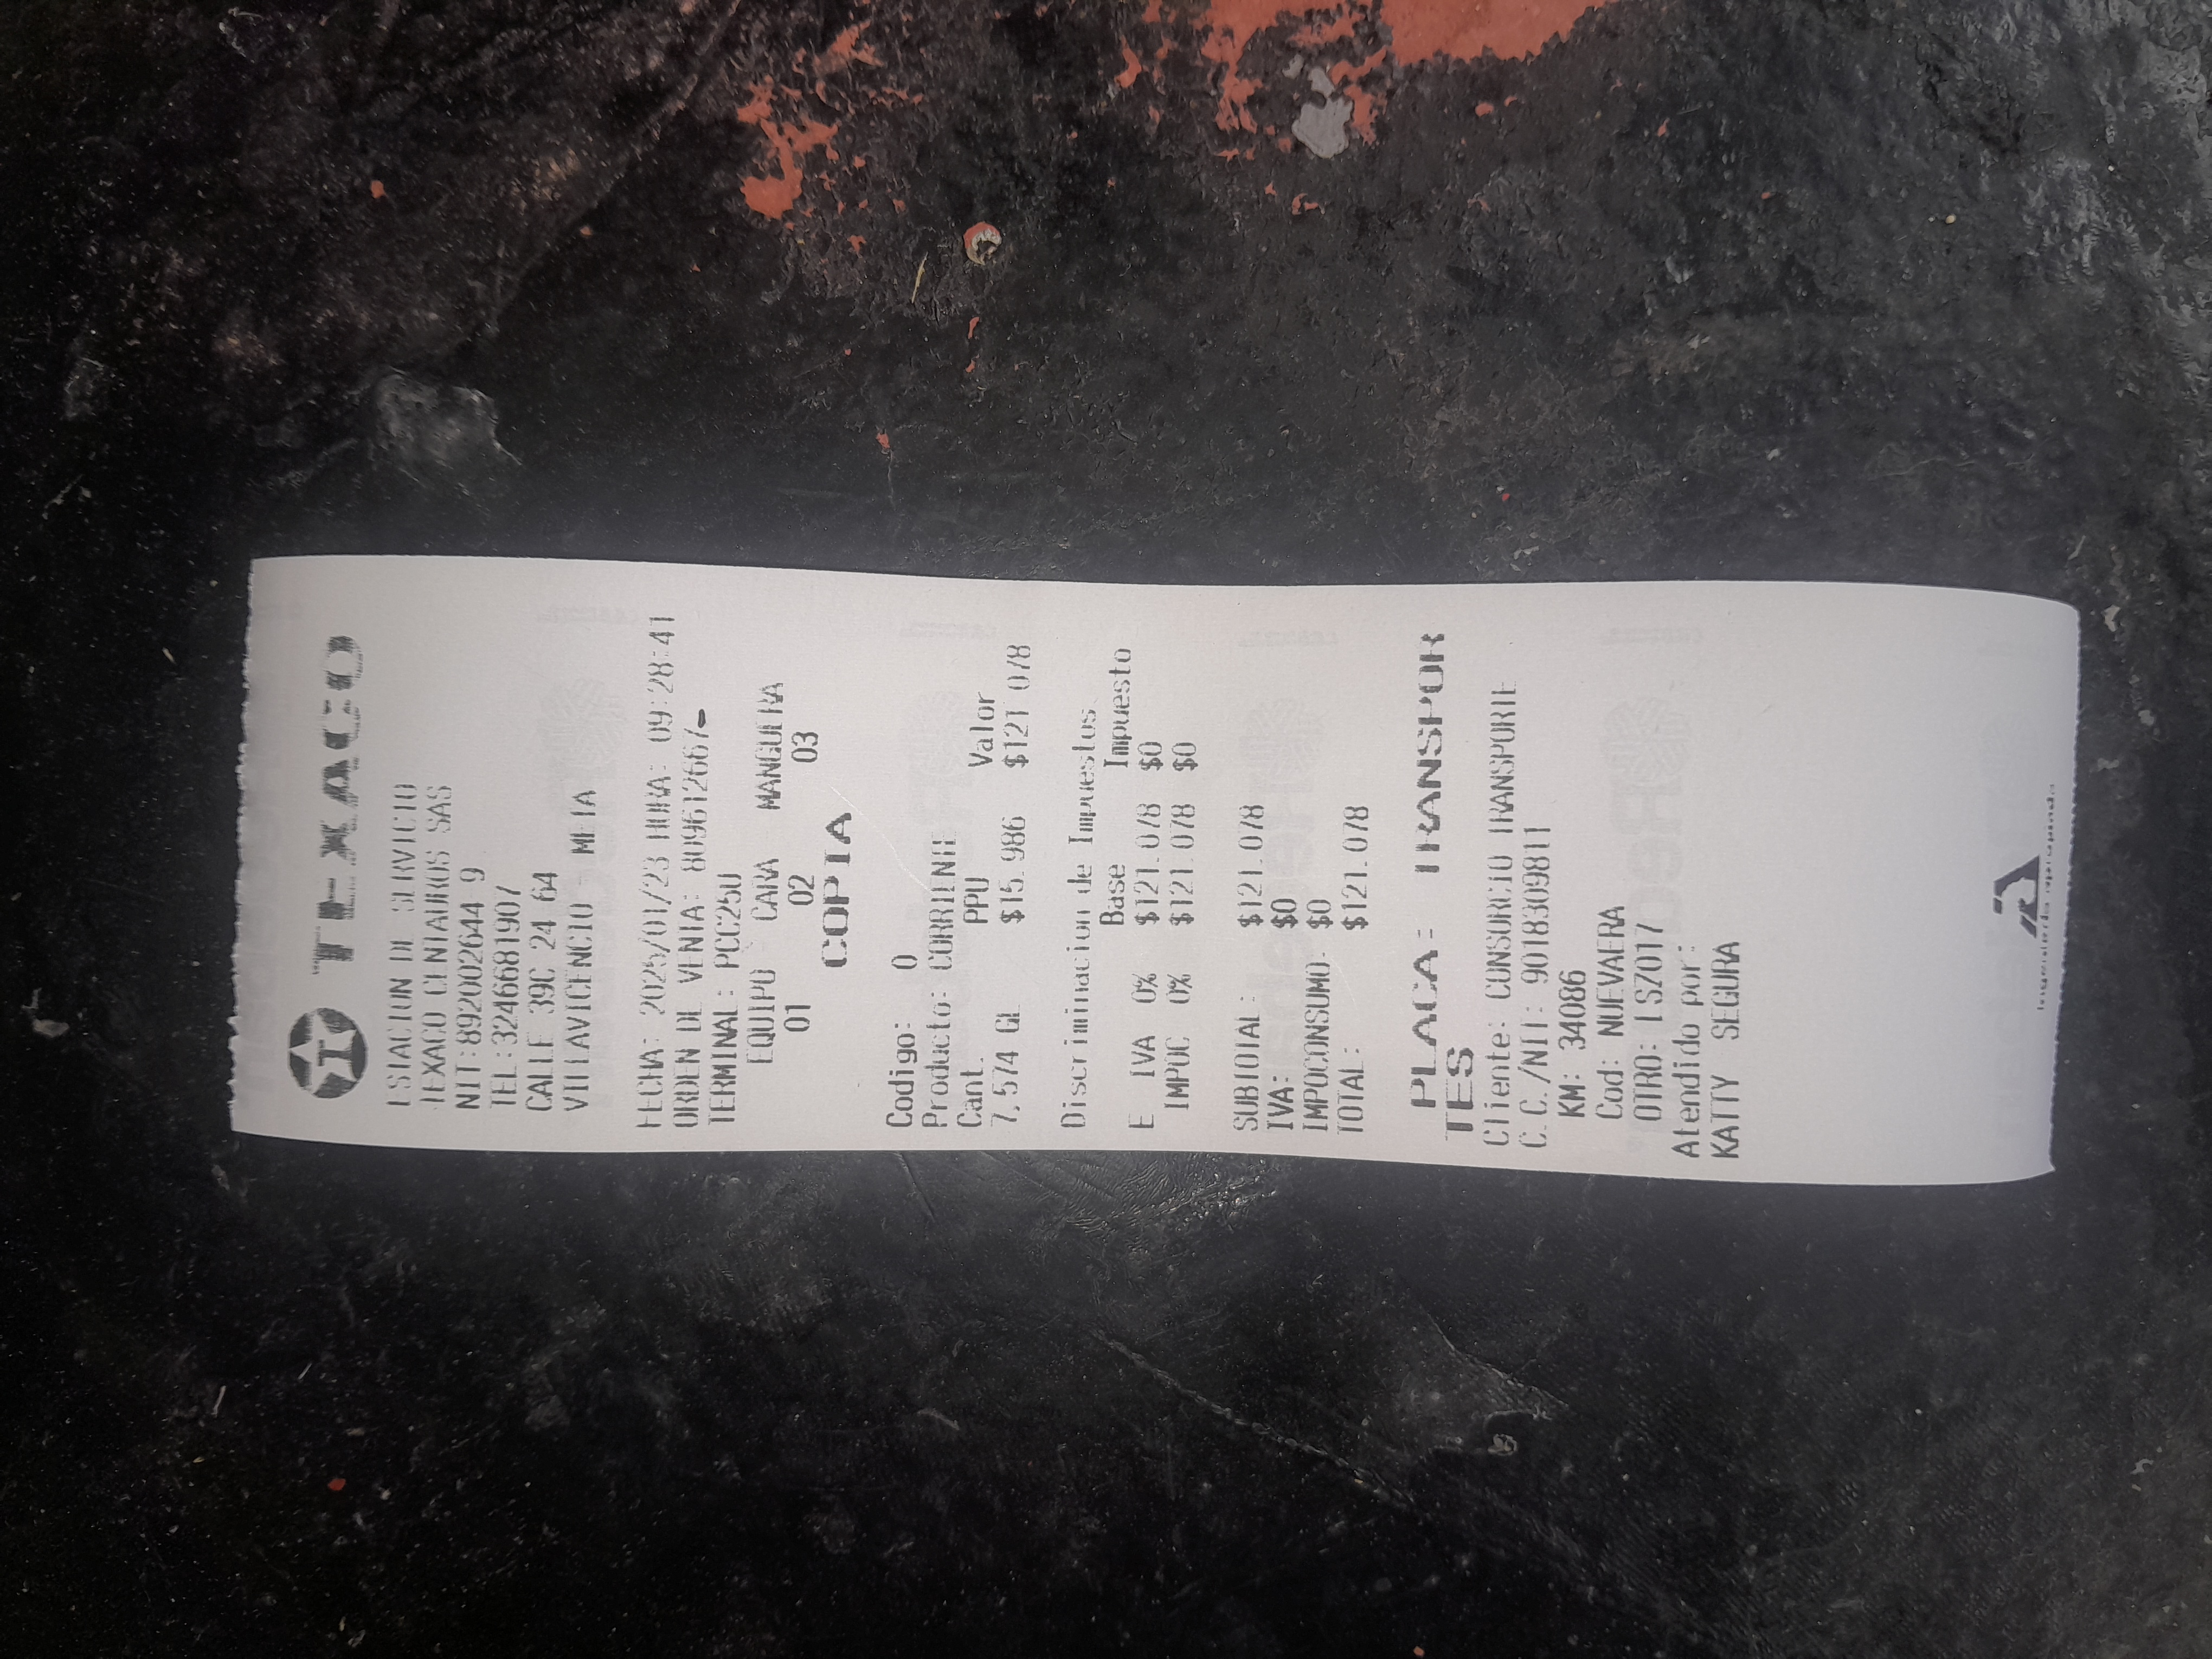 TEXACO
ESTACION DE SERVICIO
TEXACO CENTAUROS SAS
NIT:892002644 9
TEL:3246681907
CALLE 39C 24 64
VILLAVICENCIO META
FECHA: 2025/01/23 HORA: 09:28:41
ORDEN DE VENTA: 809612667
TERMINAL: PCC250
EQUIPO CARA MANGUERA
01 02 03
COPIA
Codigo: 0
Producto: CORRIENTE
Cant. PPU Valor
7.574 GL $15.986 $121.078
Discriminacion de Impuestos
Base Impuesto
E IVA 0% $121.078 $0
IMPOC 0% $121.078 $0
SUBTOTAL: $121.078
IVA: $0
IMPOCONSUMO: $0
TOTAL: $121.078
PLACA: TRANSPOR
TES
Cliente: CONSORCIO TRANSPORTE
C.C./NIT: 9018309811
KM: 34086
Cod: NUEVAERA
OTRO: LSZ017
Atendido por:
KATTY SEGURA
Ingeniería apropiada